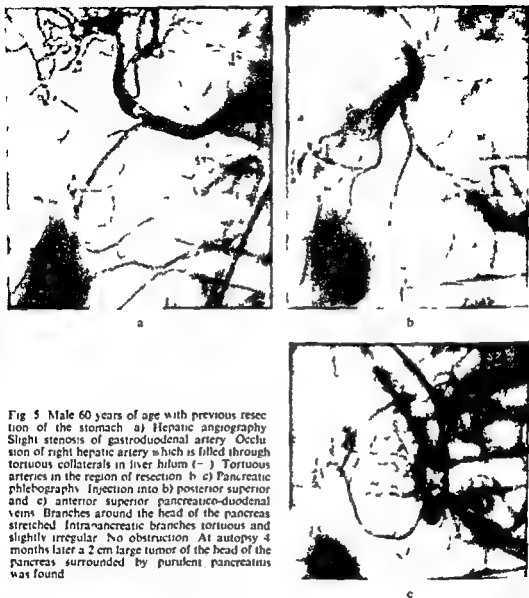 a
b
Fig 5 Male 60 years of age with previous resec
tion of the stomach a) Hepatic angiography
Slight stenosis of gastroduodenal artery Occlu
sion of right hepatic artery which is filled through
tortuous collaterals in liver hilum (– ) Tortuous
arteries in the region of resection b c) Pancreatic
phlebography Injection into b) posterior superior
and c) anterior superior pancreatico-duodenal
veins Branches around the head of the pancreas
stretched Intrapancreatic branches tortuous and
slightly irregular No obstruction At autopsy 4
months later a 2 cm large tumor of the head of the
pancreas surrounded by purulent pancreatitis
was found
c